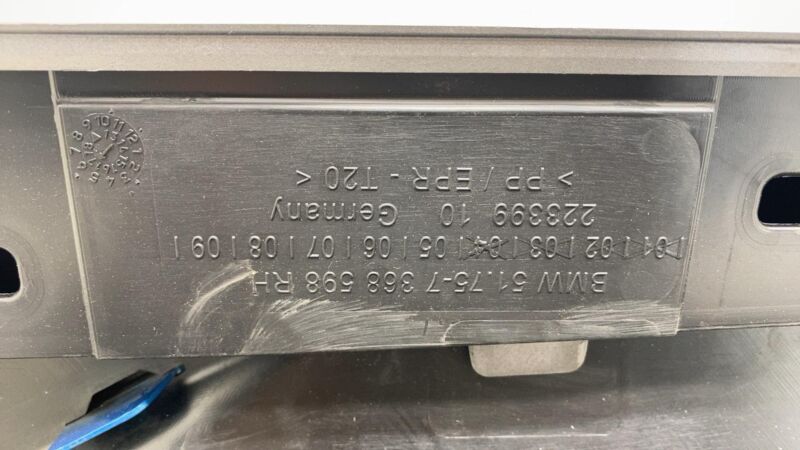 BMW 51.75-7 368 598 RH
01 | 02 | 03 | 04 | 05 | 06 | 07 | 08 | 09 |
223399 10 Germany
> PP / EPR - T20 <